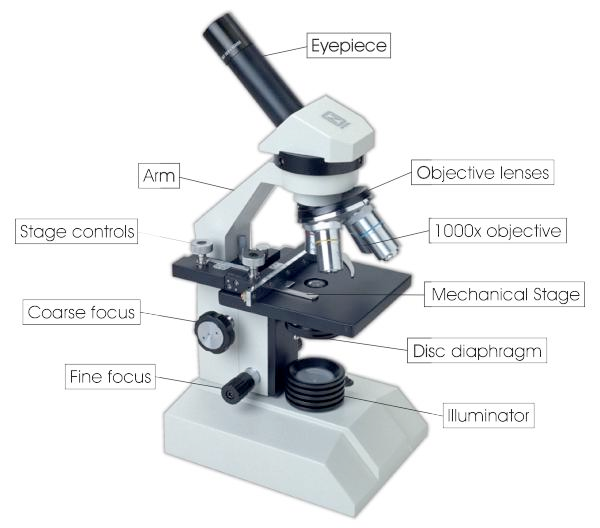 Eyepiece
Arm
Objective lenses
Stage controls
1000x objective
Mechanical Stage
Coarse focus
Disc diaphragm
Fine focus
Illuminator